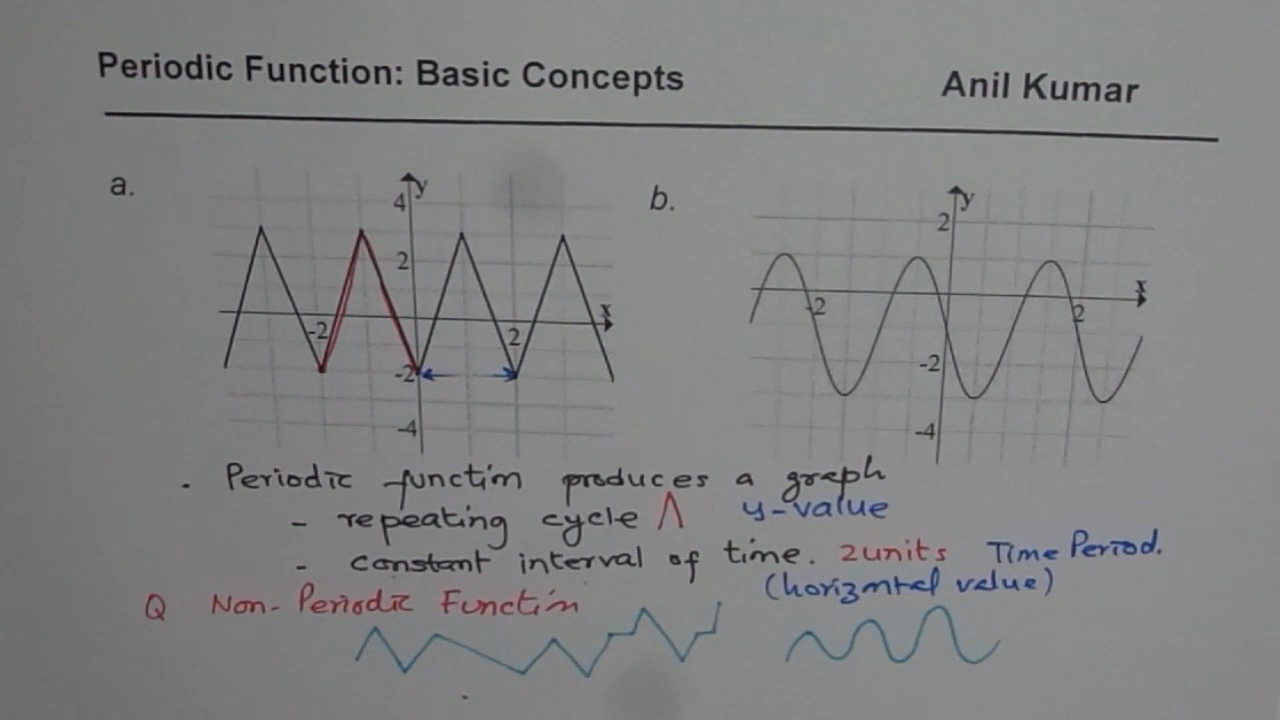 Periodic Function: Basic Concepts Anil Kumar
a. b.
y
4
2
x
-2
2
-2
-4
y
2
x
-2
2
-2
-4
. Periodic function produces a graph
- repeating cycle y-value
- constant interval of time. 2units Time Period.
(horizontal value)
Q Non-Periodic Function